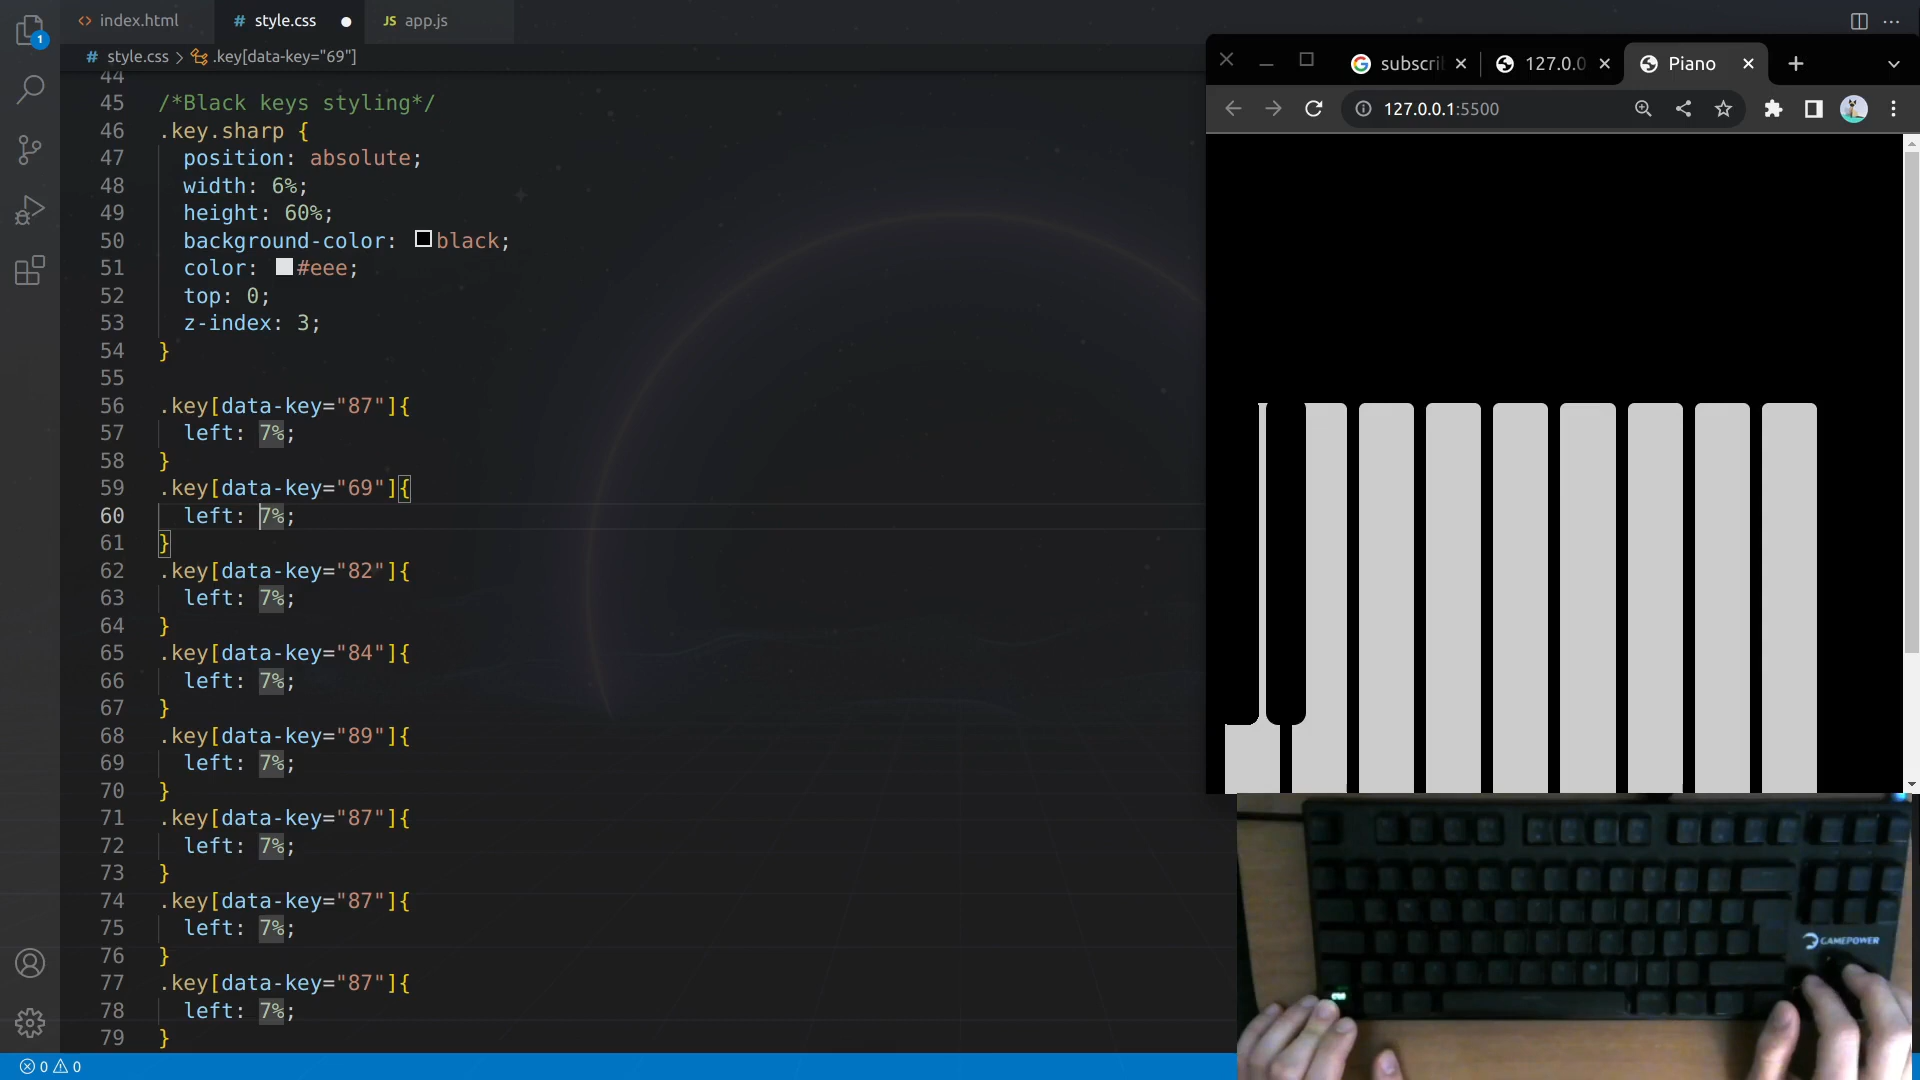 index.html
style.css
JS app.js
# style.css > .key[data-key="69"]
44
45 /*Black keys styling*/
46 .key.sharp {
47 position: absolute;
48 width: 6%;
49 height: 60%;
50 background-color: black;
51 color: #eee;
52 top: 0;
53 z-index: 3;
54 }
55
56 .key[data-key="87"]{
57 left: 7%;
58 }
59 .key[data-key="69"]{
60 left: 7%;
61 }
62 .key[data-key="82"]{
63 left: 7%;
64 }
65 .key[data-key="84"]{
66 left: 7%;
67 }
68 .key[data-key="89"]{
69 left: 7%;
70 }
71 .key[data-key="87"]{
72 left: 7%;
73 }
74 .key[data-key="87"]{
75 left: 7%;
76 }
77 .key[data-key="87"]{
78 left: 7%;
79 }
1
0 0
subscri
127.0.0
Piano
127.0.0.1:5500
GAMEPOWER